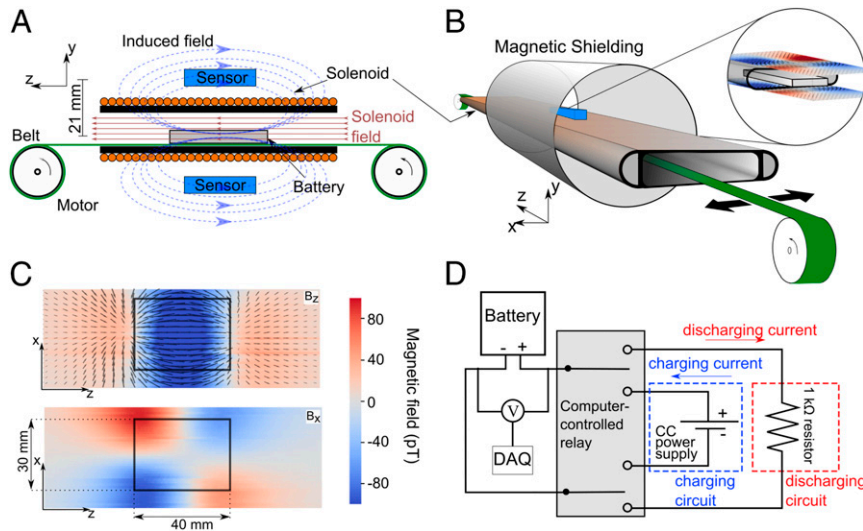 A
Induced field
y
z
Sensor
Solenoid
21 mm
Solenoid
field
Belt
Battery
Motor
Sensor
B
Magnetic Shielding
y
z
x
C
Bz
x
z
80
40
0
-40
-80
Magnetic field (pT)
Bx
30 mm
x
z
40 mm
D
Battery
- +
discharging current
charging current
V
DAQ
Computer-
controlled
relay
+
CC
power
supply
-
1 kΩ resistor
charging
circuit
discharging
circuit